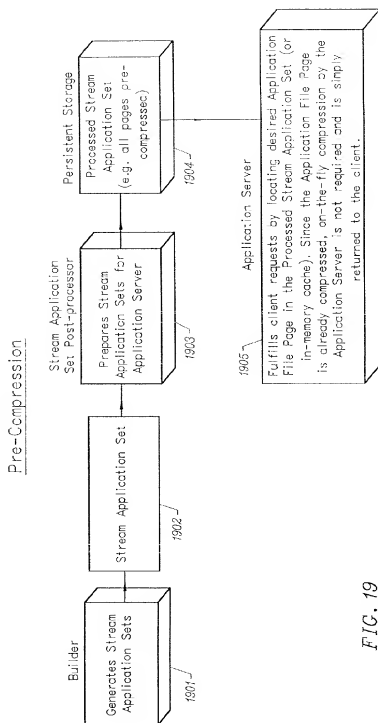 Pre-Compression
Builder
Generates Stream
Application Sets
1901
Stream Application Set
1902
Stream Application
Set Post-processor
Prepares Stream
Application Sets for
Application Server
1903
Persistent Storage
Processed Stream
Application Set
(e.g. all pages pre-
compressed)
1904
Application Server
1905
Fulfills client requests by locating desired Application
File Page in the Processed Stream Application Set (or
in-memory cache). Since the Application File Page
is already compressed, on-the-fly compression by the
Application Server is not required and is simply
returned to the client.
FIG. 19